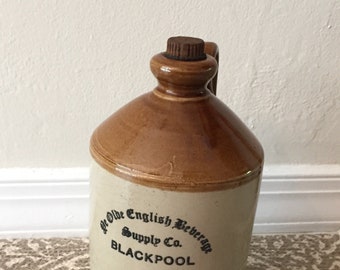 Ye Olde English Beverage
Supply Co.
BLACKPOOL